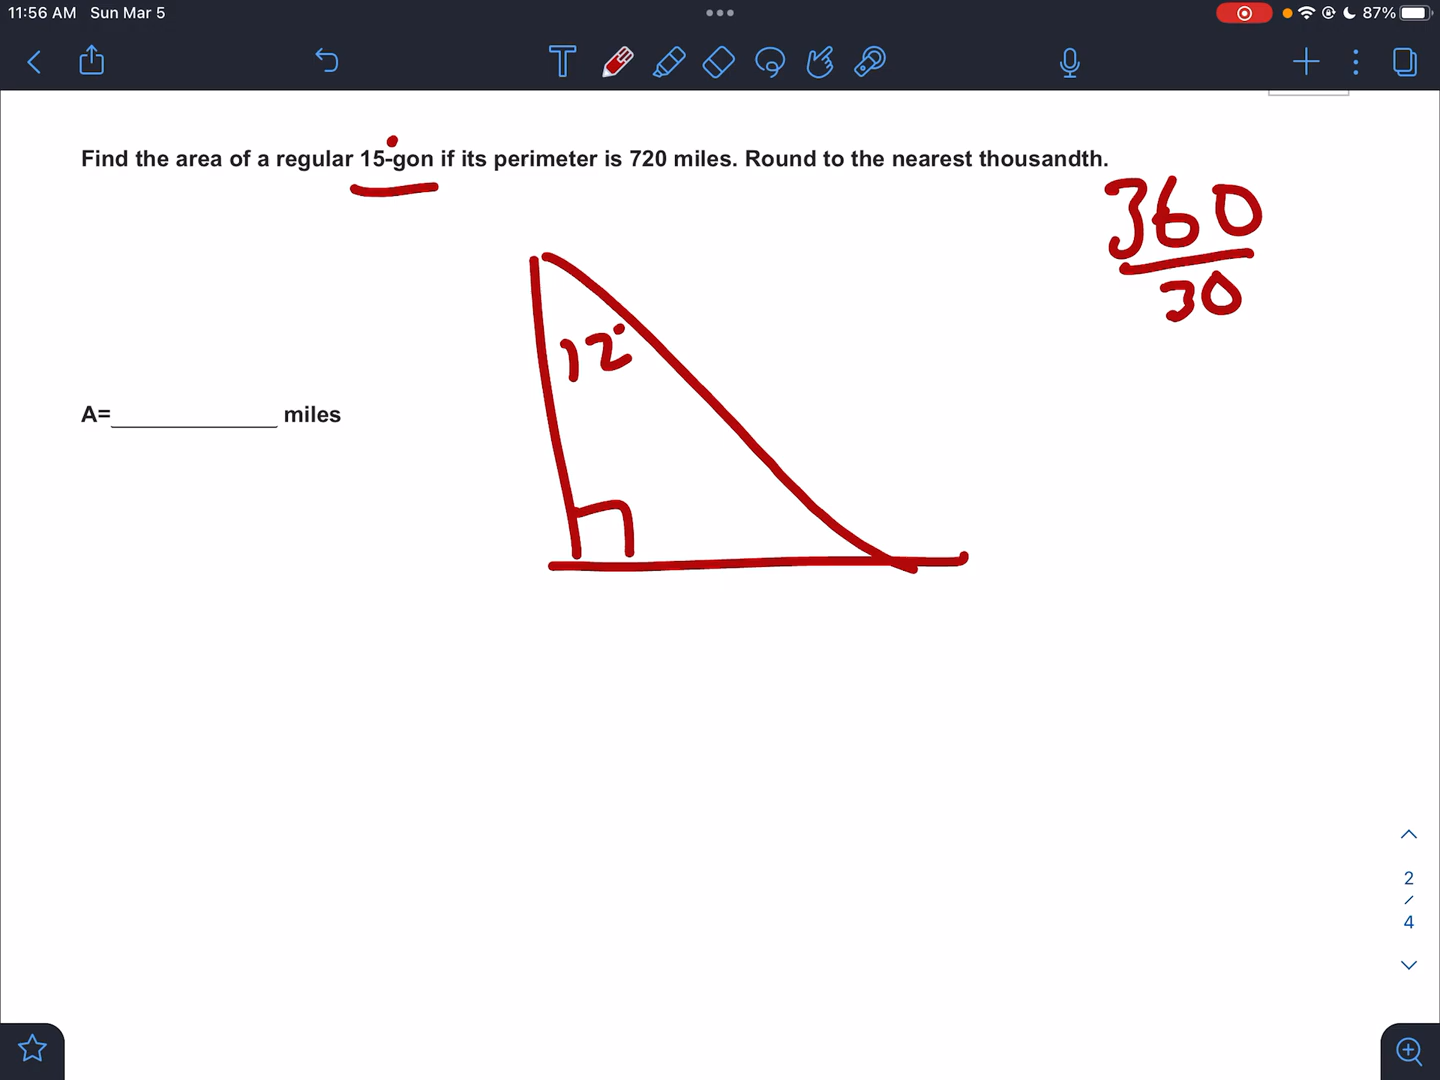 11:56 AM Sun Mar 5
87%
T
Find the area of a regular 15-gon if its perimeter is 720 miles. Round to the nearest thousandth.
360
30
12°
A=____________ miles
2
/
4